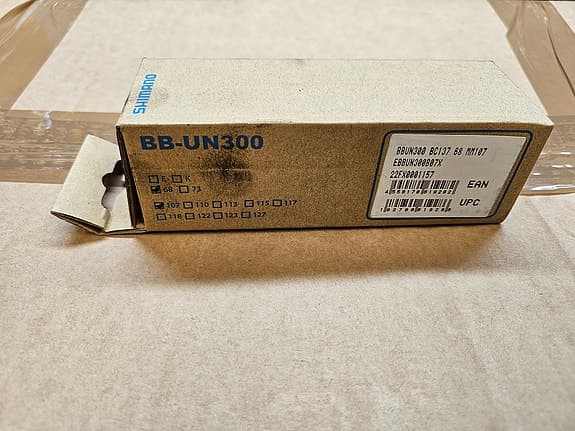 SHIMANO
BB-UN300
E K
68 73
107 110 113 115 117
118 122 123 127
BBUN300 BC137 68 MM107
EBBUN300B07X
22FX0001157
EAN
UPC